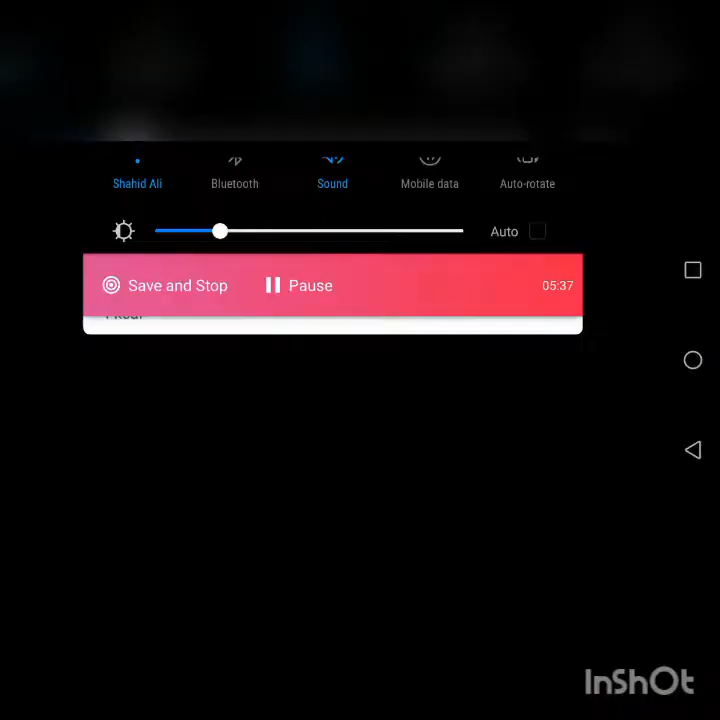 Shahid Ali Bluetooth Sound Mobile data Auto-rotate
Auto
Save and Stop Pause 05:37
InShOt